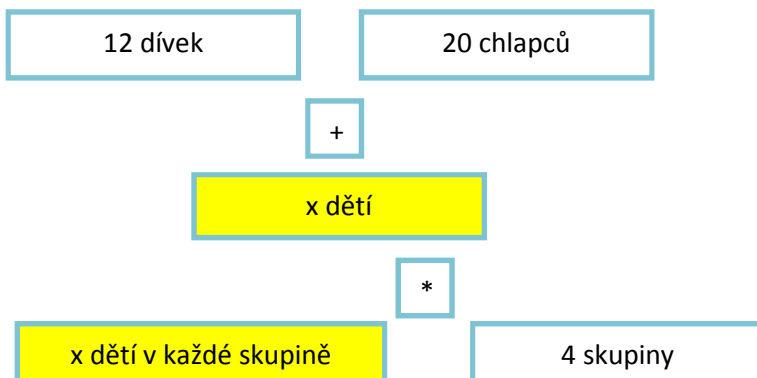 12 dívek
20 chlapců
+
x dětí
*
x dětí v každé skupině
4 skupiny